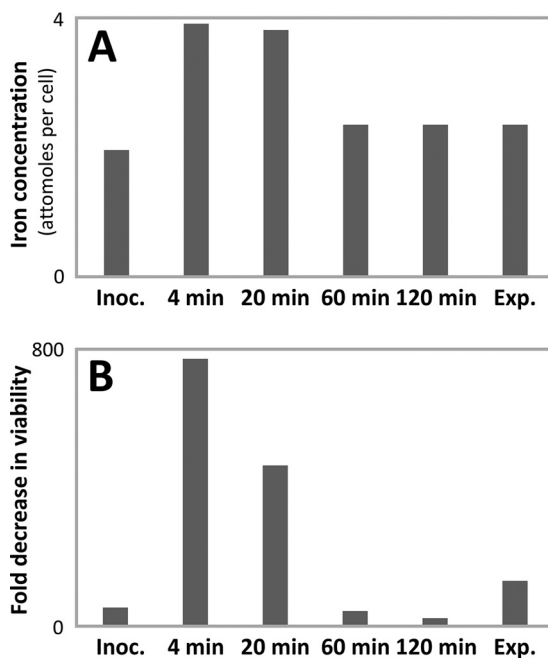 A
4
0
Iron concentration
(attomoles per cell)
Inoc. 4 min 20 min 60 min 120 min Exp.
B
800
0
Fold decrease in viability
Inoc. 4 min 20 min 60 min 120 min Exp.